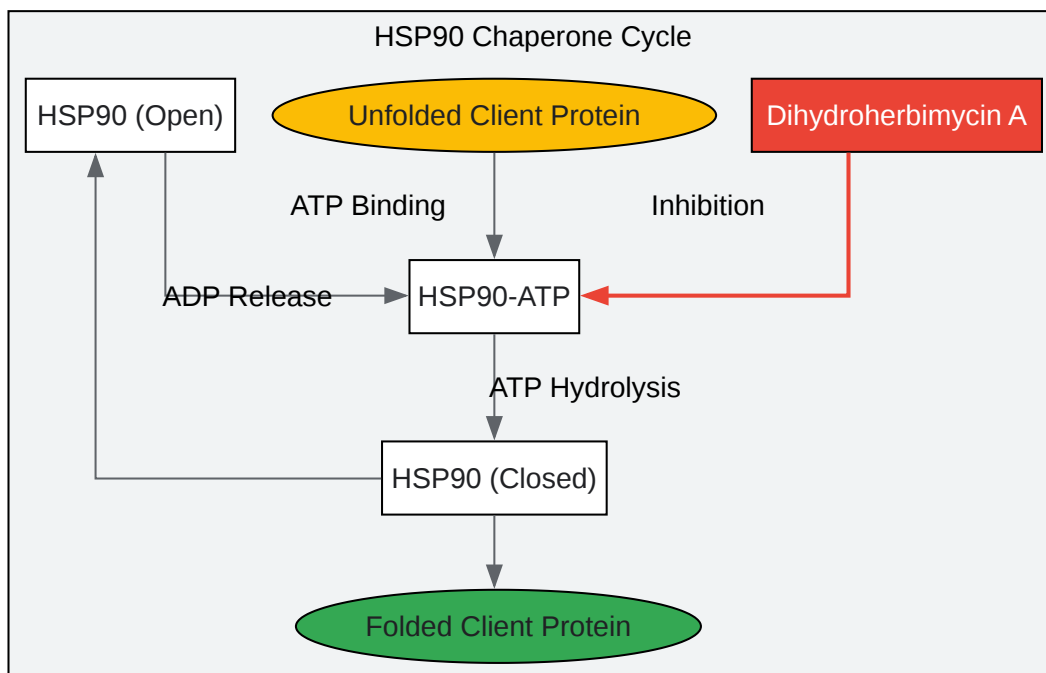 HSP90 Chaperone Cycle
HSP90 (Open)
Unfolded Client Protein
Dihydroherbimycin A
ATP Binding
Inhibition
ADP Release
HSP90-ATP
ATP Hydrolysis
HSP90 (Closed)
Folded Client Protein